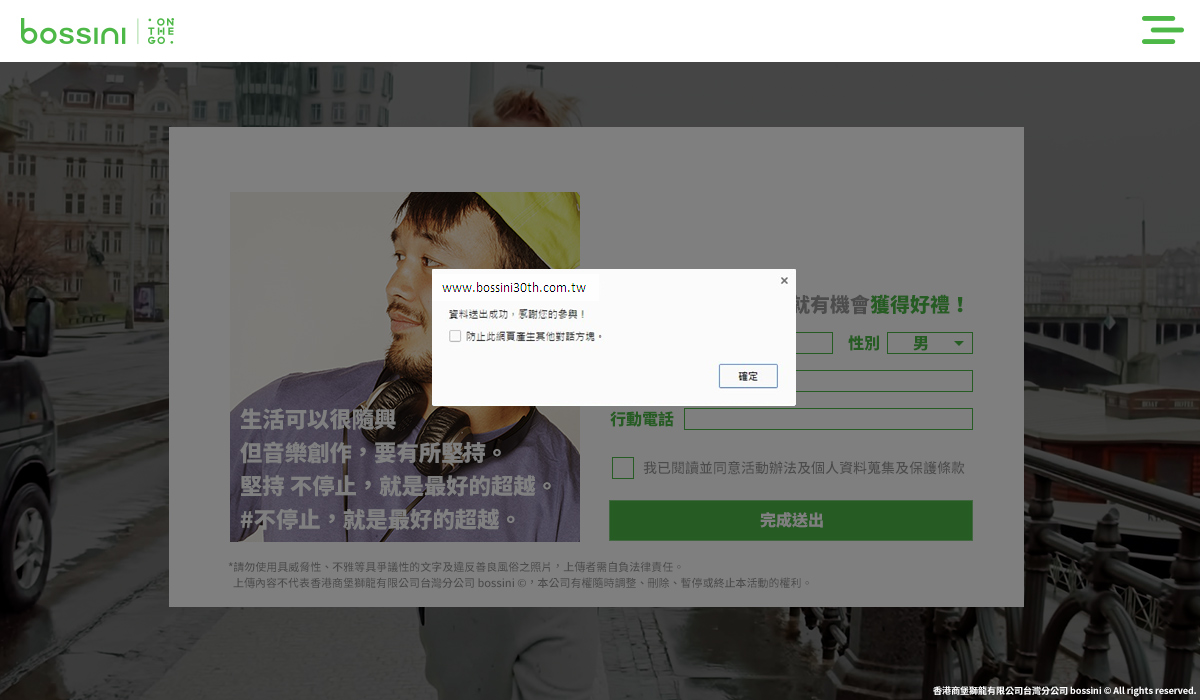 bossini
·ON
THE
GO.
www.bossini30th.com.tw
資料送出成功，感謝您的參與！
防止此網頁產生其他對話方塊。
確定
就有機會獲得好禮！
性別 男
行動電話
我已閱讀並同意活動辦法及個人資料蒐集及保護條款
完成送出
生活可以很隨興
但音樂創作，要有所堅持。
堅持 不停止，就是最好的超越。
#不停止，就是最好的超越。
*請勿使用具威脅性、不雅等具爭議性的文字及違反善良風俗之照片，上傳者需自負法律責任。
上傳內容不代表香港商堡獅龍有限公司台灣分公司 bossini ©，本公司有權隨時調整、刪除、暫停或終止本活動的權利。
香港商堡獅龍有限公司台灣分公司 bossini © All rights reserved.